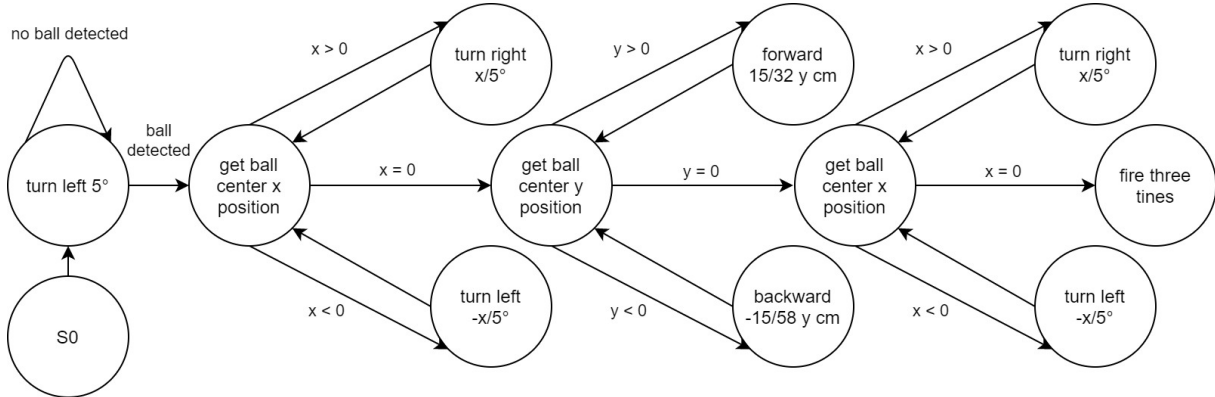 no ball detected
x > 0
turn right
x/5°
y > 0
forward
15/32 y cm
x > 0
turn right
x/5°
ball
detected
turn left 5°
get ball
center x
position
x = 0
get ball
center y
position
y = 0
get ball
center x
position
x = 0
fire three
tines
S0
x < 0
turn left
-x/5°
y < 0
backward
-15/58 y cm
x < 0
turn left
-x/5°